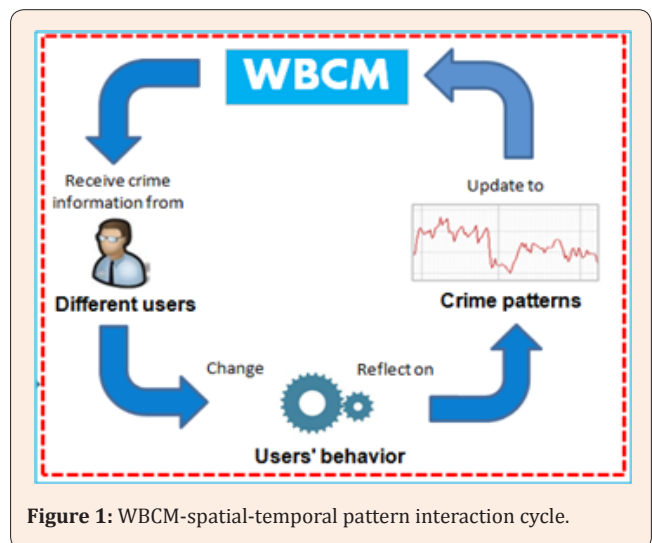 WBCM
Receive crime
information from
Different users
Change
Reflect on
Users' behavior
Update to
Crime patterns
Figure 1: WBCM-spatial-temporal pattern interaction cycle.